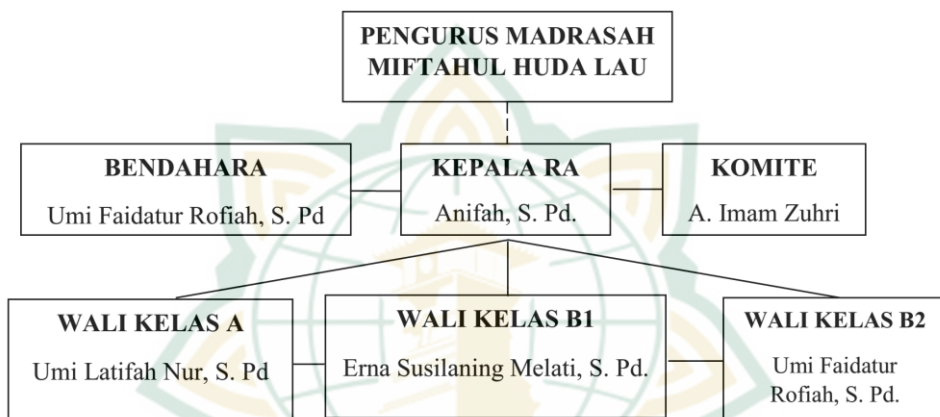 PENGURUS MADRASAH
MIFTAHUL HUDA LAU
BENDAHARA
Umi Faidatur Rofiah, S. Pd
KEPALA RA
Anifah, S. Pd.
KOMITE
A. Imam Zuhri
WALI KELAS A
Umi Latifah Nur, S. Pd
WALI KELAS B1
Erna Susilaning Melati, S. Pd.
WALI KELAS B2
Umi Faidatur
Rofiah, S. Pd.